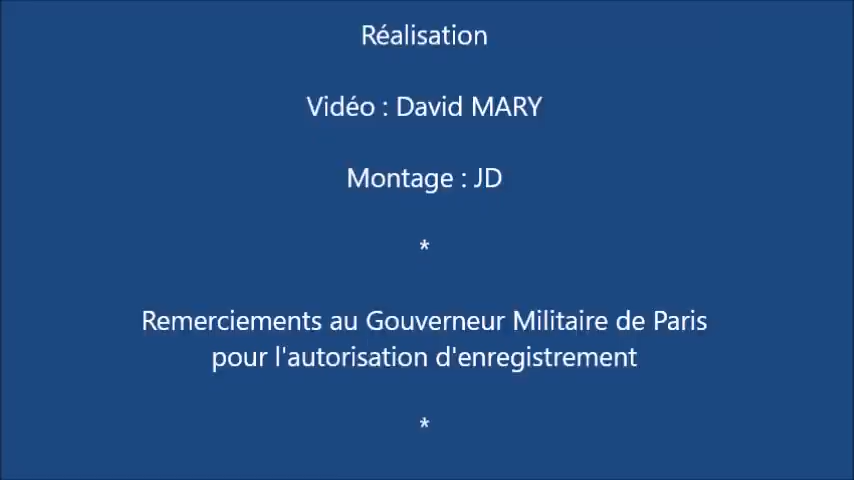 Réalisation
Vidéo : David MARY
Montage : JD
*
Remerciements au Gouverneur Militaire de Paris
pour l'autorisation d'enregistrement
*